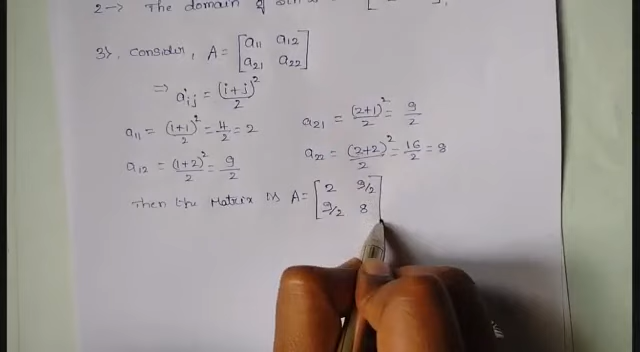 2 → The domain of
3). Consider, A = [a11 a12
a21 a22]
⇒ aij = (i+j)²/2
a11 = (1+1)²/2 = 4/2 = 2
a12 = (1+2)²/2 = 9/2
a21 = (2+1)²/2 = 9/2
a22 = (2+2)²/2 = 16/2 = 8
Then the Matrix is A = [2 9/2
9/2 8]